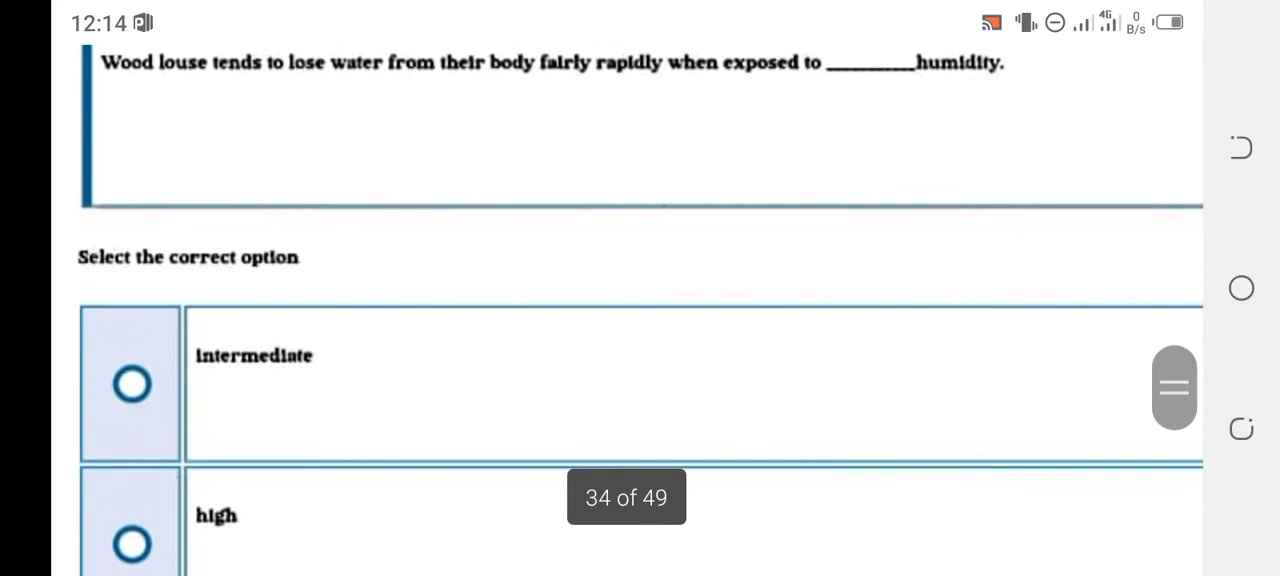 12:14
4G
0
B/s
Wood louse tends to lose water from their body fairly rapidly when exposed to _________humidity.
Select the correct option
intermediate
34 of 49
high